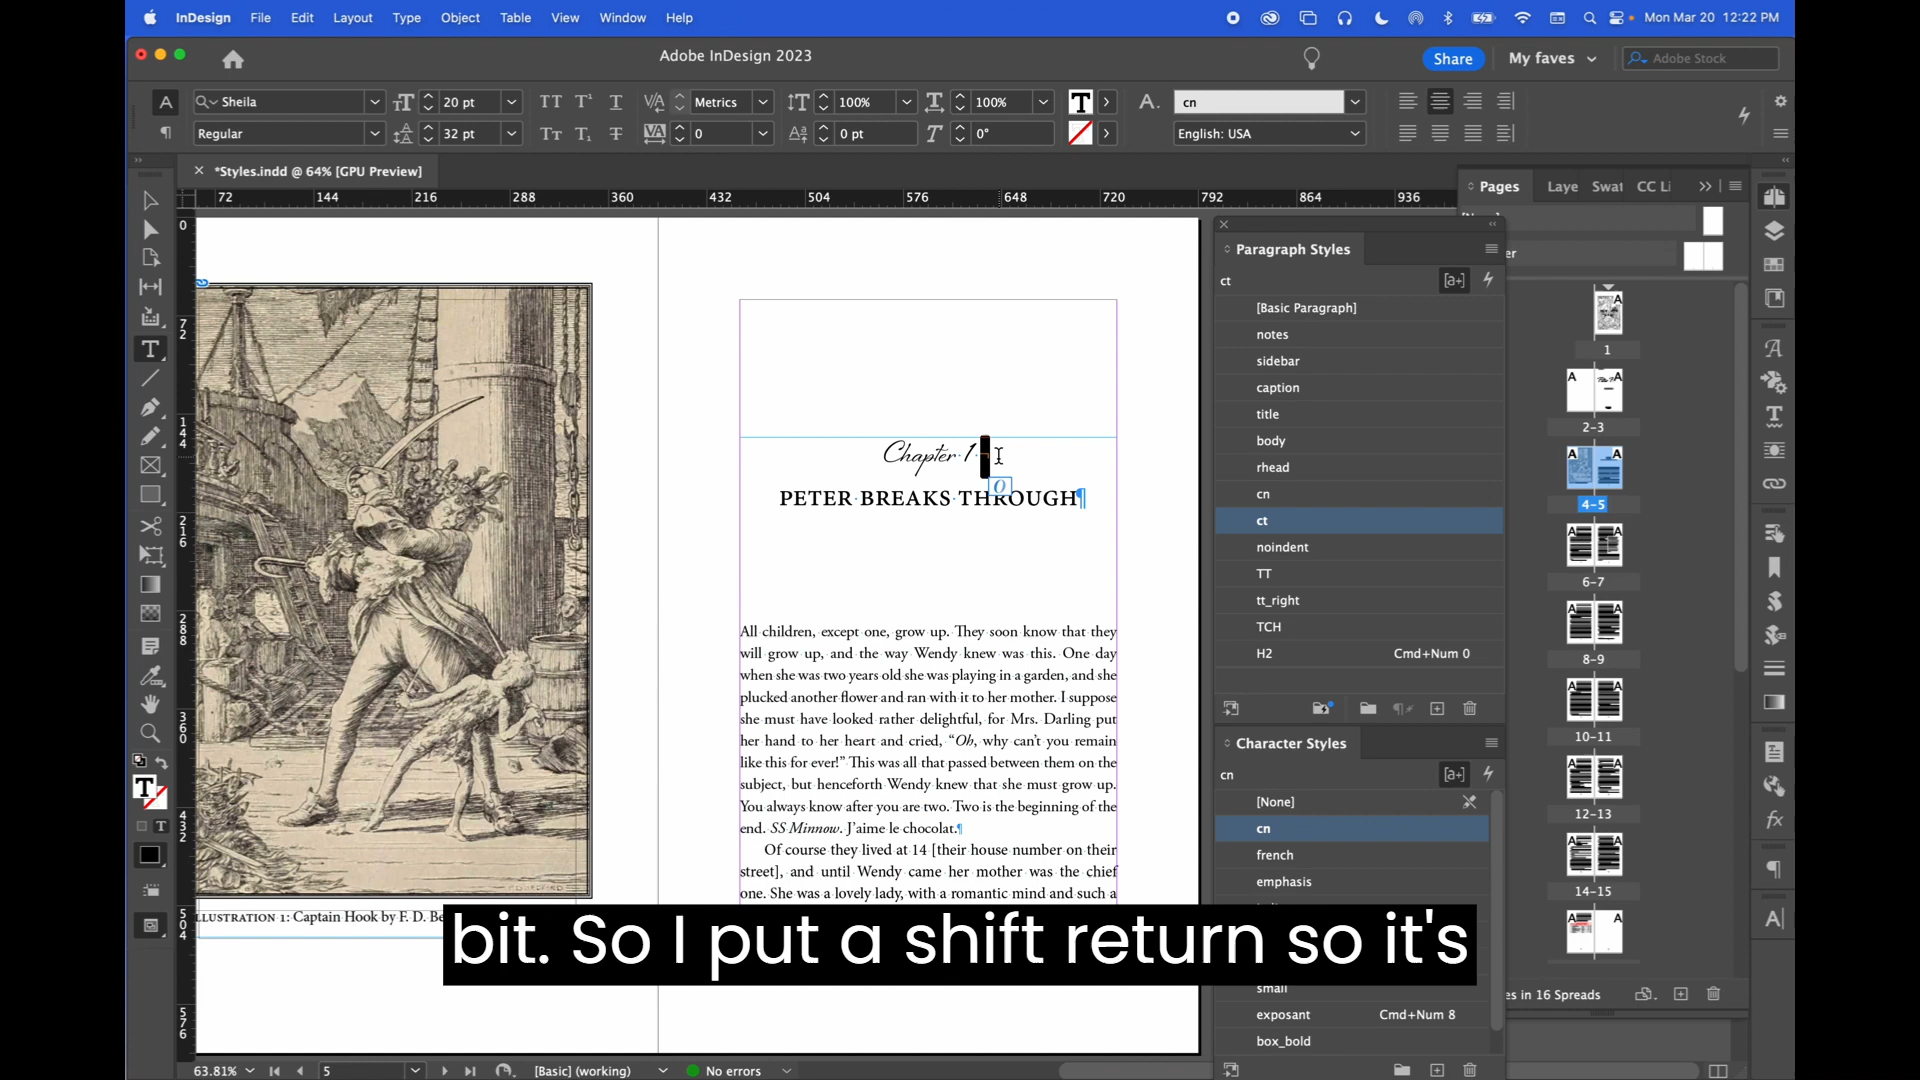 InDesign File Edit Layout Type Object Table View Window Help Mon Mar 20 12:22 PM
Adobe InDesign 2023 Share My faves Adobe Stock
Sheila 20 pt Metrics 100% 100% cn
Regular 32 pt 0 0 pt 0° English: USA
*Styles.indd @ 64% [GPU Preview]
72 144 216 288 360 432 504 576 648 720 792 864 936
Pages Laye Swat CC Li
0
72
144
216
288
360
432
504
576
Chapter 1
PETER BREAKS THROUGH¶
All children, except one, grow up. They soon know that they
will grow up, and the way Wendy knew was this. One day
when she was two years old she was playing in a garden, and she
plucked another flower and ran with it to her mother. I suppose
she must have looked rather delightful, for Mrs. Darling put
her hand to her heart and cried, “Oh, why can’t you remain
like this for ever!” This was all that passed between them on the
subject, but henceforth Wendy knew that she must grow up.
You always know after you are two. Two is the beginning of the
end. SS Minnow. J’aime le chocolat.¶
Of course they lived at 14 [their house number on their
street], and until Wendy came her mother was the chief
one. She was a lovely lady, with a romantic mind and such a
LLUSTRATION 1: Captain Hook by F. D. Be
bit. So I put a shift return so it's
Paragraph Styles
ct
[Basic Paragraph]
notes
sidebar
caption
title
body
rhead
cn
ct
noindent
TT
tt_right
TCH
H2 Cmd+Num 0
Character Styles
cn
[None]
cn
french
emphasis
small
exposant Cmd+Num 8
box_bold
er
A
1
A A
2-3
A A
4-5
A A
6-7
A A
8-9
A A
10-11
A A
12-13
A A
14-15
A A
es in 16 Spreads
63.81% 5 [Basic] (working) No errors